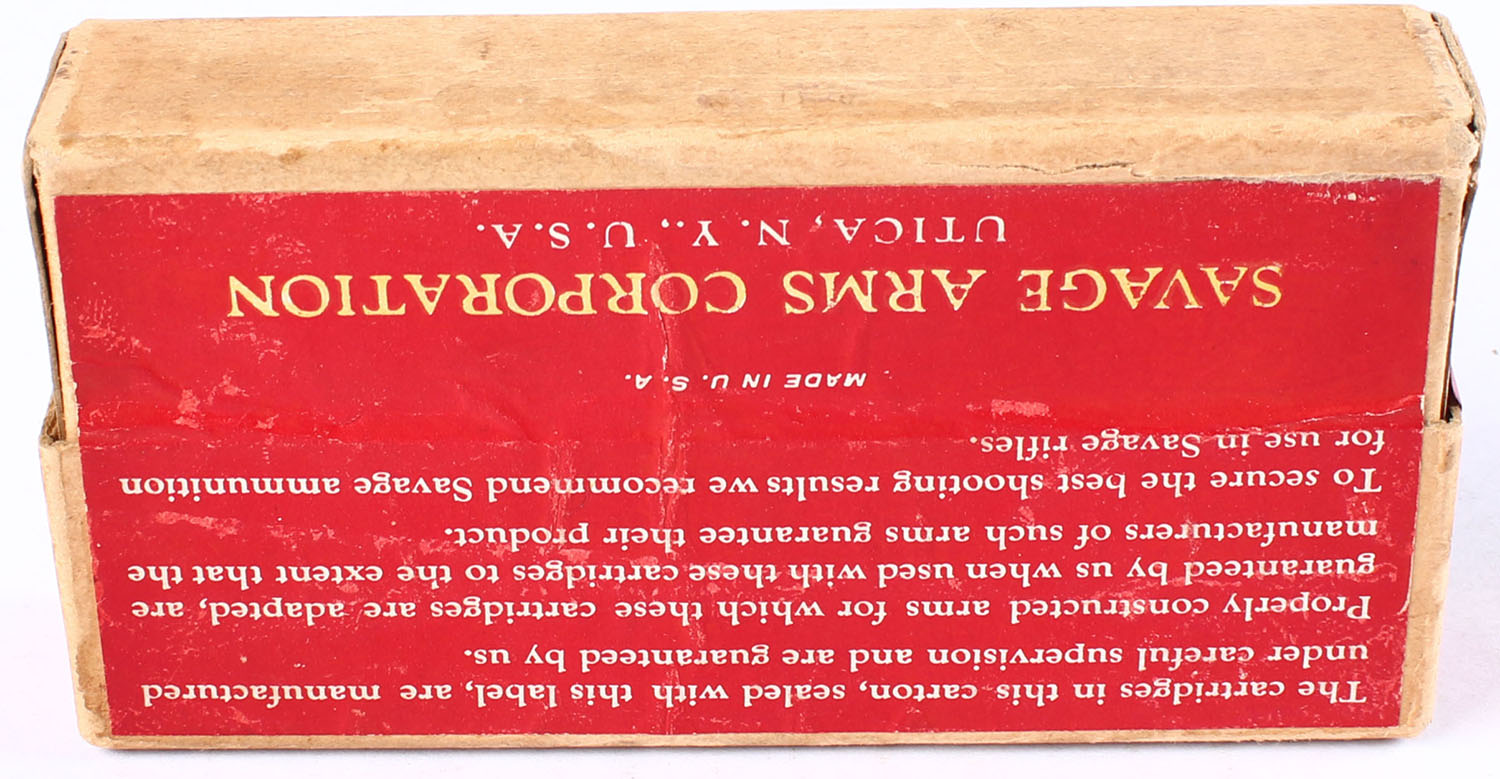 The cartridges in this carton, sealed with this label, are manufactured
under careful supervision and are guaranteed by us.
Properly constructed arms for which these cartridges are adapted, are
guaranteed by us when used with these cartridges to the extent that the
manufacturers of such arms guarantee their product.
To secure the best shooting results we recommend Savage ammunition
for use in Savage rifles.
MADE IN U.S.A.
SAVAGE ARMS CORPORATION
UTICA, N. Y., U.S.A.